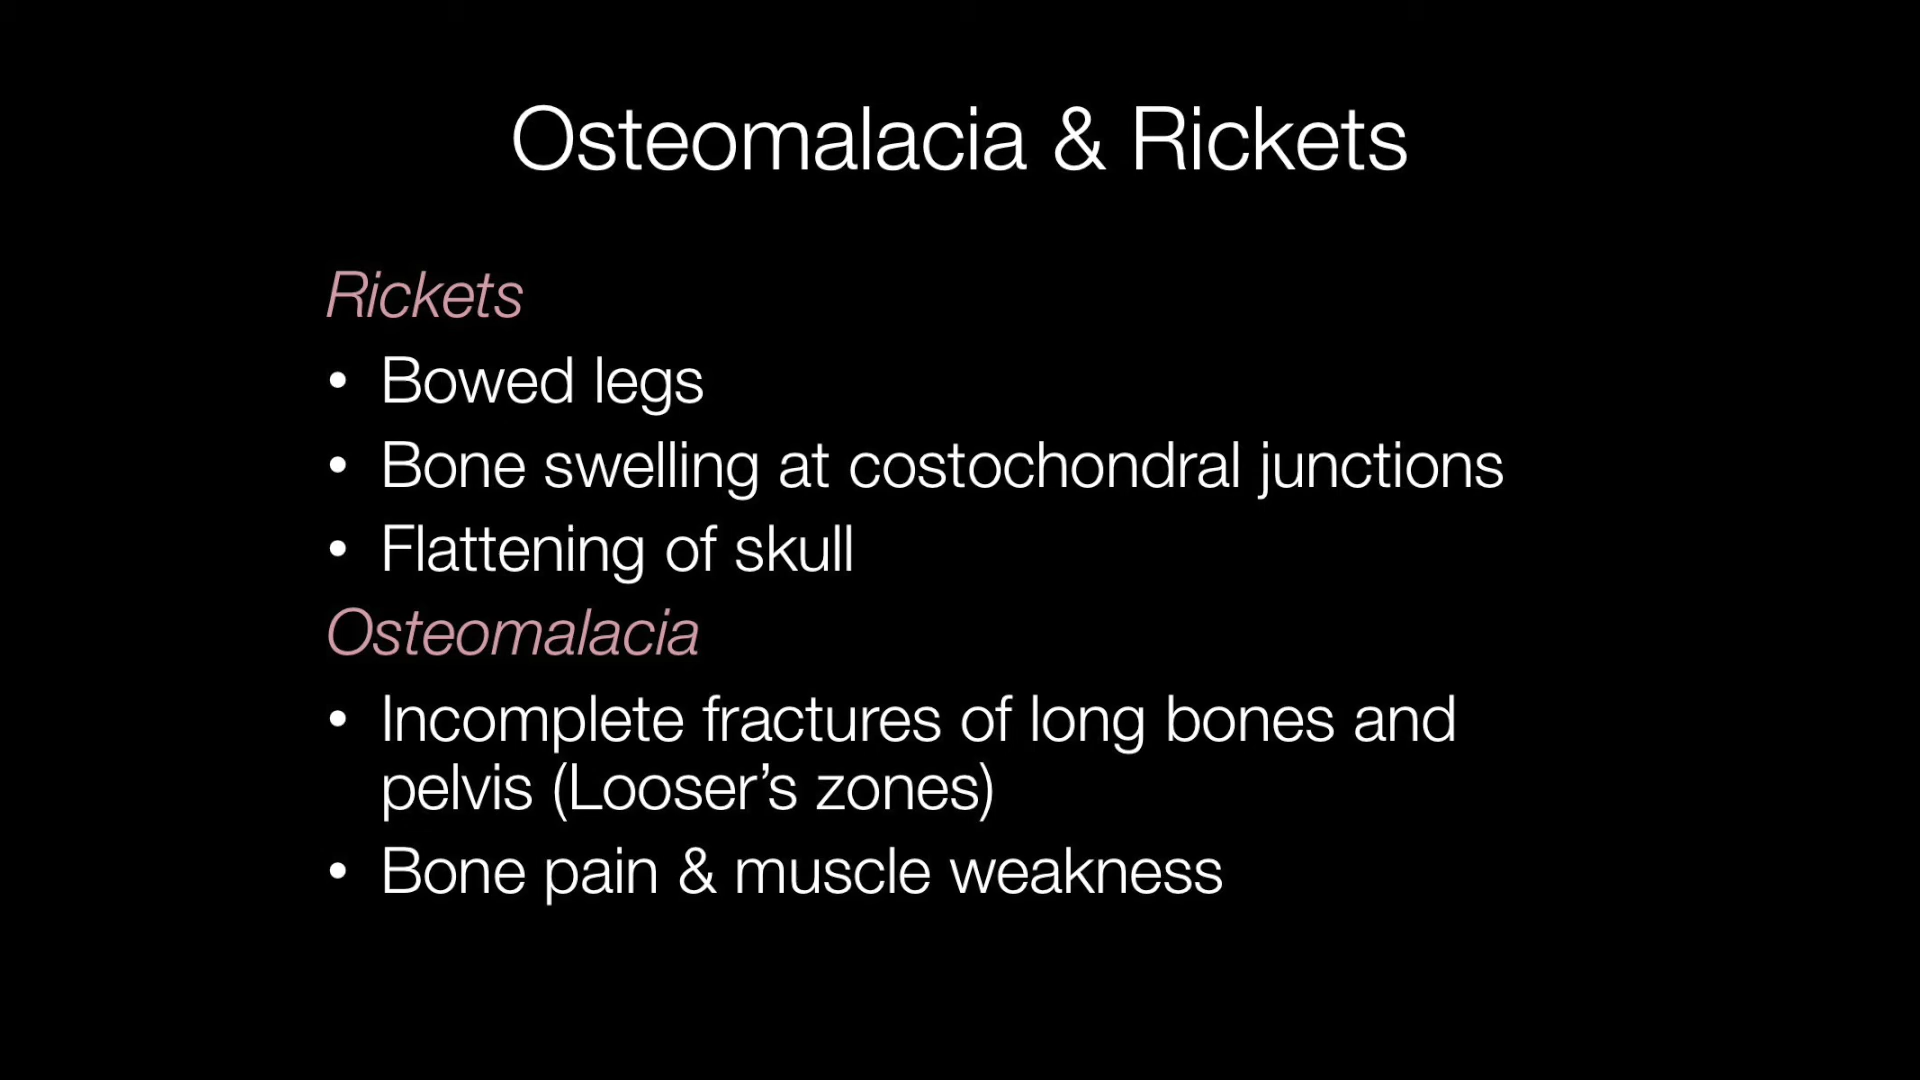 Osteomalacia & Rickets
Rickets
• Bowed legs
• Bone swelling at costochondral junctions
• Flattening of skull
Osteomalacia
• Incomplete fractures of long bones and
pelvis (Looser’s zones)
• Bone pain & muscle weakness